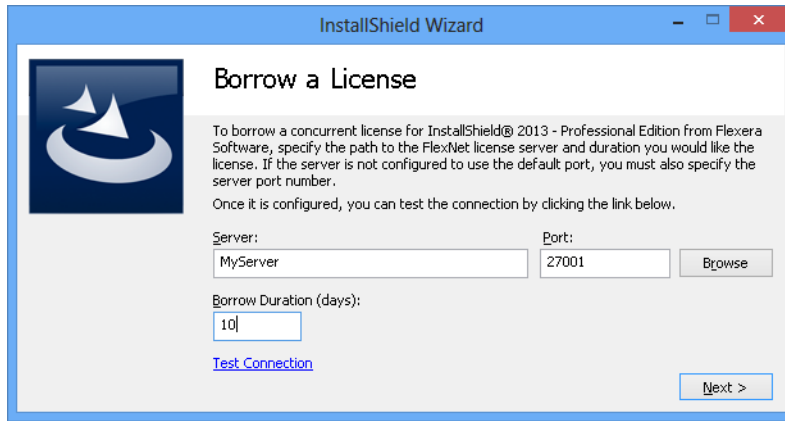 InstallShield Wizard
Borrow a License
To borrow a concurrent license for InstallShield® 2013 - Professional Edition from Flexera
Software, specify the path to the FlexNet license server and duration you would like the
license. If the server is not configured to use the default port, you must also specify the
server port number.
Once it is configured, you can test the connection by clicking the link below.
Server: Port:
MyServer 27001 Browse
Borrow Duration (days):
10
Test Connection
Next >